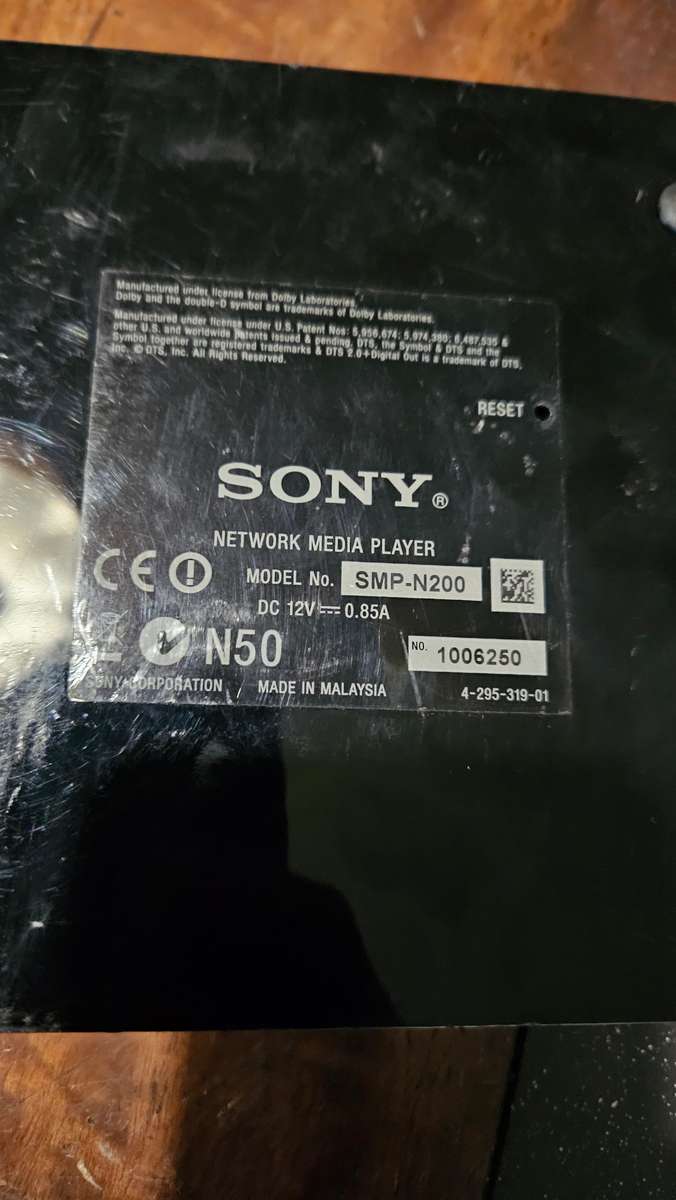 Manufactured under license from Dolby Laboratories.
Dolby and the double-D symbol are trademarks of Dolby Laboratories.
Manufactured under license under U.S. Patent Nos: 5,956,674; 5,974,380; 6,487,535 &
other U.S. and worldwide patents issued & pending. DTS, the Symbol & DTS and the
Symbol together are registered trademarks & DTS 2.0+Digital Out is a trademark of DTS,
Inc. © DTS, Inc. All Rights Reserved.
RESET
SONY®
NETWORK MEDIA PLAYER
CE
MODEL No. SMP-N200
DC 12V⎓0.85A
N50
NO. 1006250
SONY CORPORATION MADE IN MALAYSIA 4-295-319-01